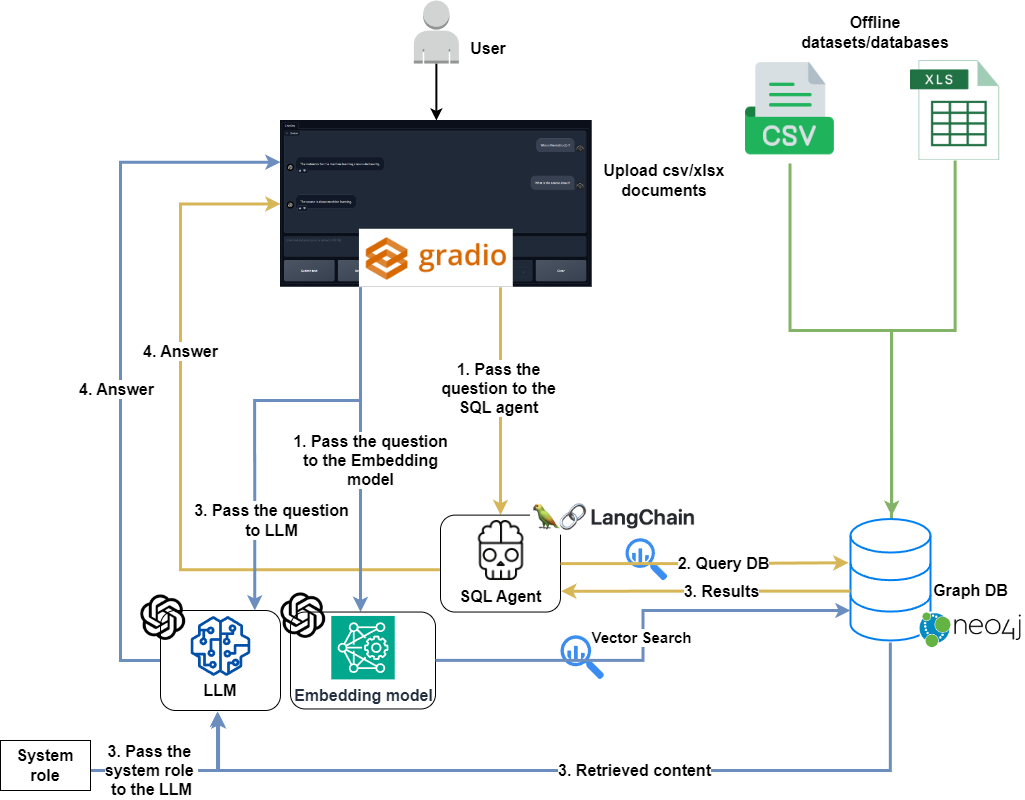 User
Offline
datasets/databases
XLS
CSV
Upload csv/xlsx
documents
gradio
4. Answer
4. Answer
1. Pass the
question to the
SQL agent
1. Pass the question
to the Embedding
model
3. Pass the question
to LLM
LangChain
SQL Agent
2. Query DB
3. Results
Graph DB
neo4j
Vector Search
LLM
Embedding model
System
role
3. Pass the
system role
to the LLM
3. Retrieved content